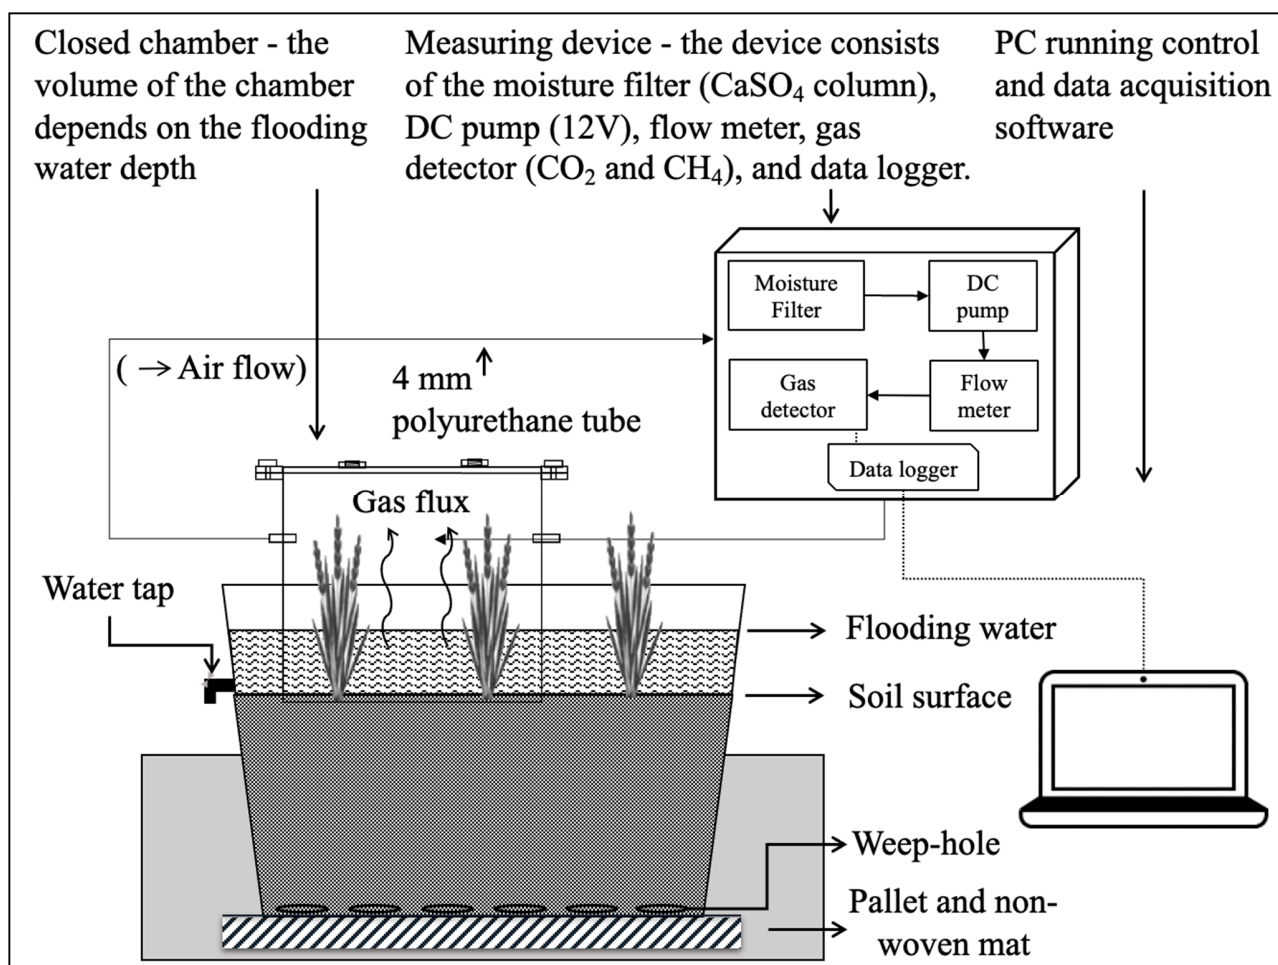 Closed chamber - the
volume of the chamber
depends on the flooding
water depth
Measuring device - the device consists
of the moisture filter (CaSO₄ column),
DC pump (12V), flow meter, gas
detector (CO₂ and CH₄), and data logger.
PC running control
and data acquisition
software
Moisture
Filter
DC
pump
Gas
detector
Flow
meter
Data logger
( → Air flow)
4 mm
polyurethane tube
Gas flux
Water tap
Flooding water
Soil surface
Weep-hole
Pallet and non-
woven mat